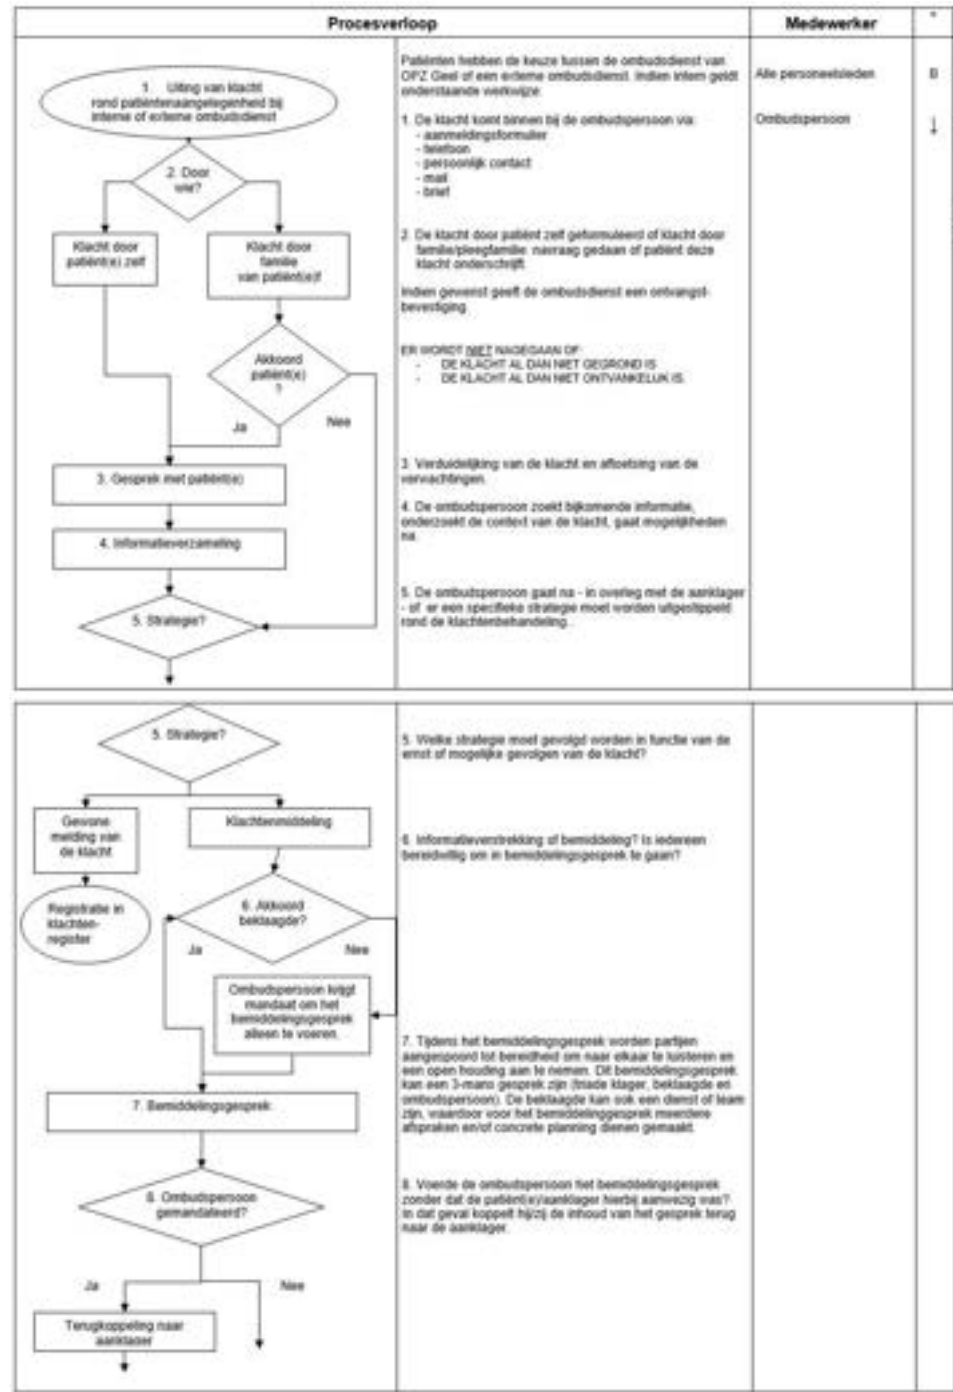 Procesverloop
Medewerker
*
1. Uiting van klacht
rond patiëntenaangelegenheid bij
interne of externe ombudsdienst
2. Door
wie?
Klacht door
patiënt(e) zelf
Klacht door
familie
van patiënt(e)f
Akkoord
patiënt(e)
?
Ja
Nee
3. Gesprek met patiënt(e)
4. Informatieverzameling
5. Strategie?
Patiënten hebben de keuze tussen de ombudsdienst van
OPZ Geel of een externe ombudsdienst. Indien intern geldt
onderstaande werkwijze:
1. De klacht komt binnen bij de ombudspersoon via:
- aanmeldingsformulier
- telefoon
- persoonlijk contact
- mail
- brief
2. De klacht door patiënt zelf geformuleerd of klacht door
familie/pleegfamilie: navraag gedaan of patiënt deze
klacht onderschrijft.
Indien gewenst geeft de ombudsdienst een ontvangst-
bevestiging.
ER WORDT NIET NAGEGAAN OF:
- DE KLACHT AL DAN NIET GEGROND IS
- DE KLACHT AL DAN NIET ONTVANKELIJK IS.
3. Verduidelijking van de klacht en aftoetsing van de
verwachtingen.
4. De ombudspersoon zoekt bijkomende informatie,
onderzoekt de context van de klacht, gaat mogelijkheden
na.
5. De ombudspersoon gaat na - in overleg met de aanklager
- of er een specifieke strategie moet worden uitgestippeld
rond de klachtenbehandeling.
Alle personeelsleden
B
Ombudspersoon
↓
5. Strategie?
Gewone
melding van
de klacht
Klachtenmiddeling
Registratie in
klachten-
register
6. Akkoord
beklaagde?
Ja
Nee
Ombudspersoon krijgt
mandaat om het
bemiddelingsgesprek
alleen te voeren.
7. Bemiddelingsgesprek
8. Ombudspersoon
gemandateerd?
Ja
Nee
Terugkoppeling naar
aanklager
5. Welke strategie moet gevolgd worden in functie van de
ernst of mogelijke gevolgen van de klacht?
6. Informatieverstrekking of bemiddeling? Is iedereen
bereidwillig om in bemiddelingsgesprek te gaan?
7. Tijdens het bemiddelingsgesprek worden partijen
aangespoord tot bereidheid om naar elkaar te luisteren en
een open houding aan te nemen. Dit bemiddelingsgesprek
kan een 3-mans gesprek zijn (triade klager, beklaagde en
ombudspersoon). De beklaagde kan ook een dienst of team
zijn, waardoor voor het bemiddelinggesprek meerdere
afspraken en/of concrete planning dienen gemaakt.
8. Voerde de ombudspersoon het bemiddelingsgesprek
zonder dat de patiënt(e)/aanklager hierbij aanwezig was?
In dat geval koppelt hij/zij de inhoud van het gesprek terug
naar de aanklager.